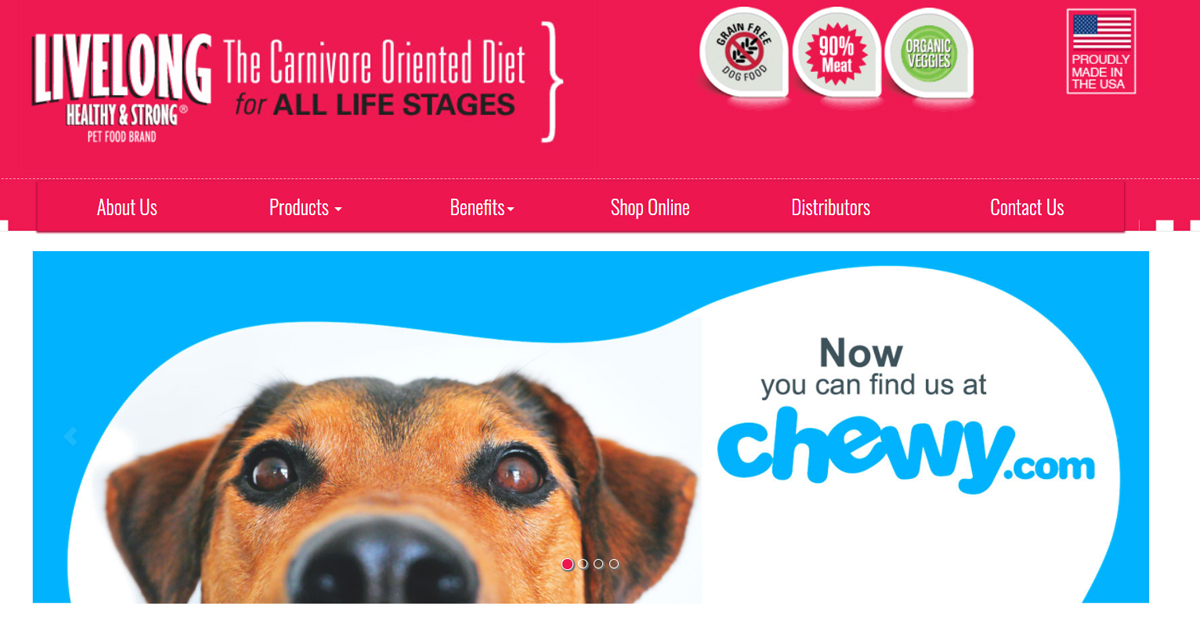 LIVELONG
HEALTHY & STRONG®
PET FOOD BRAND
The Carnivore Oriented Diet
for ALL LIFE STAGES
GRAIN FREE
DOG FOOD
90%
Meat
ORGANIC
VEGGIES
PROUDLY
MADE IN
THE USA
About Us
Products
Benefits
Shop Online
Distributors
Contact Us
Now
you can find us at
chewy.com